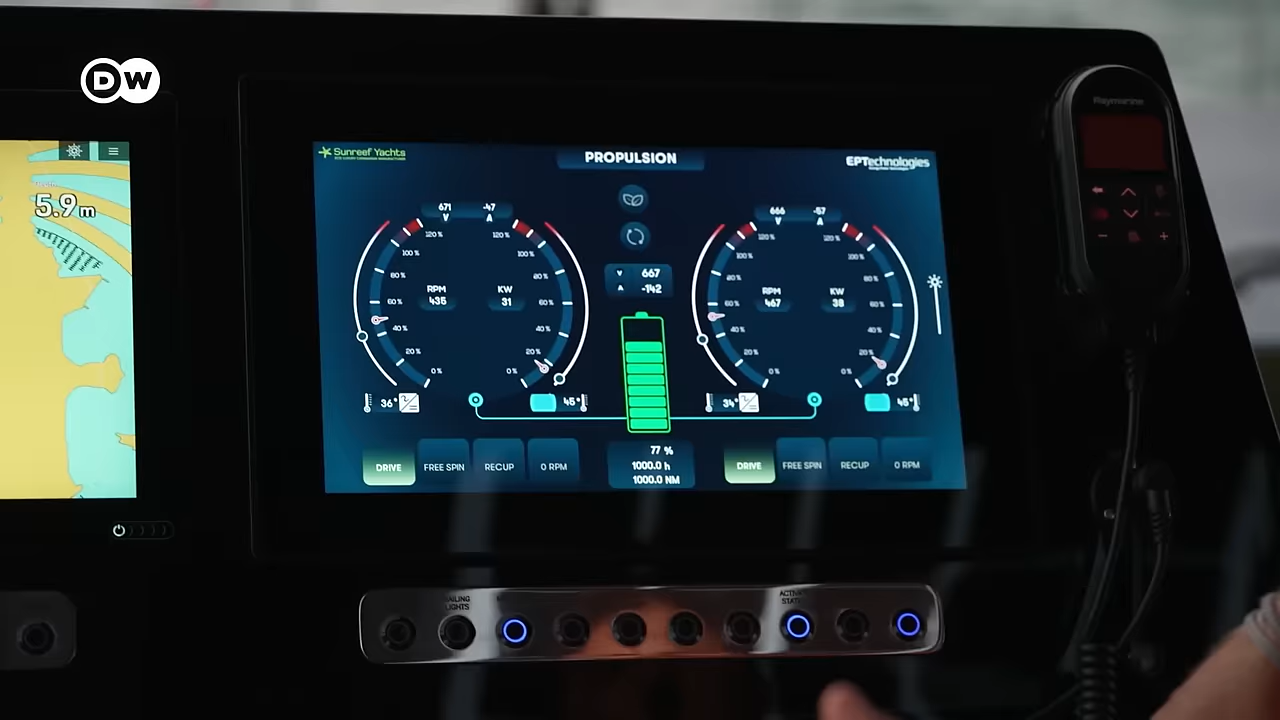 DW
Raymarine
Sunreef Yachts
PROPULSION
EPTechnologies
5.9m
671 -47
V A
120% 120%
100% 100%
80% 80%
RPM KW
435 31
60% 60%
40% 40%
20% 20%
0% 0%
36° 45°
V 667
A -142
666 -57
V A
120% 120%
100% 100%
80% 80%
RPM KW
467 38
60% 60%
40% 40%
20% 20%
0% 0%
34° 45°
DRIVE FREE SPIN RECUP 0 RPM
77 %
1000.0 h
1000.0 NM
DRIVE FREE SPIN RECUP 0 RPM